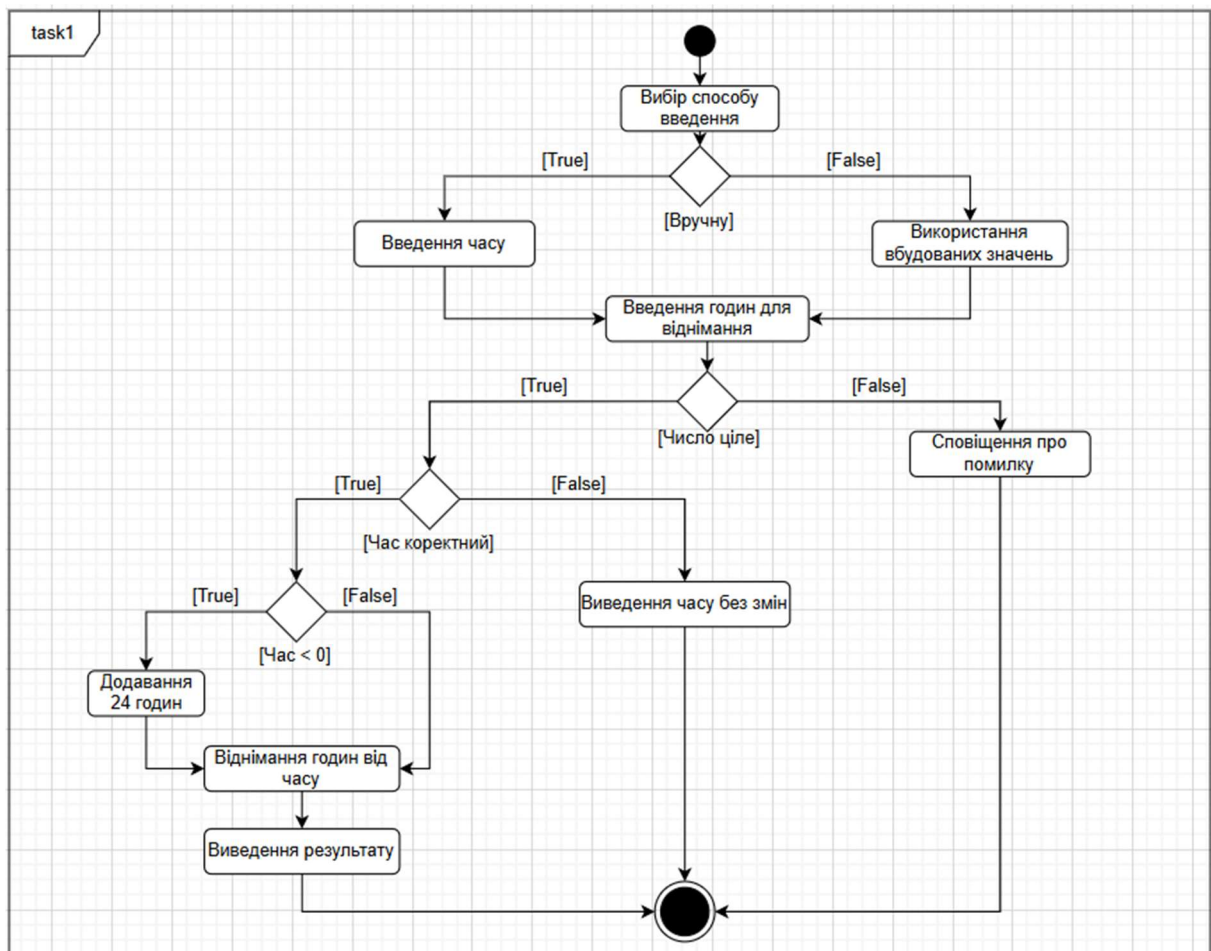 task1
Вибір способу
введення
[True]
[False]
[Вручну]
Введення часу
Використання
вбудованих значень
Введення годин для
віднімання
[True]
[False]
[Число ціле]
Сповіщення про
помилку
[True]
[False]
[Час коректний]
[True]
[False]
Виведення часу без змін
[Час < 0]
Додавання
24 годин
Віднімання годин від
часу
Виведення результату